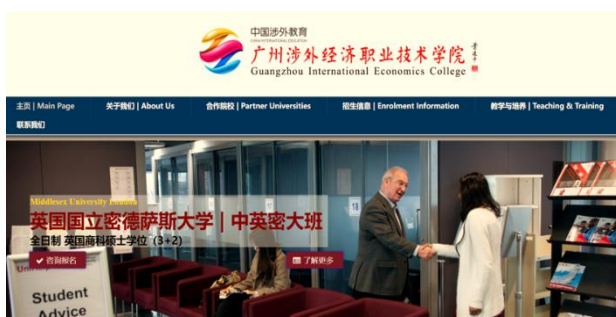 中国涉外教育
广州涉外经济职业技术学院
Guangzhou International Economics College
主页 | Main Page
关于我们 | About Us
合作院校 | Partner Universities
招生信息 | Enrolment Information
教学与培养 | Teaching & Training
联系我们
Middlesex University London
英国国立密德萨斯大学 | 中英密大班
全日制 英国商科硕士学位（3+2）
咨询报名
了解更多
Student
Advice